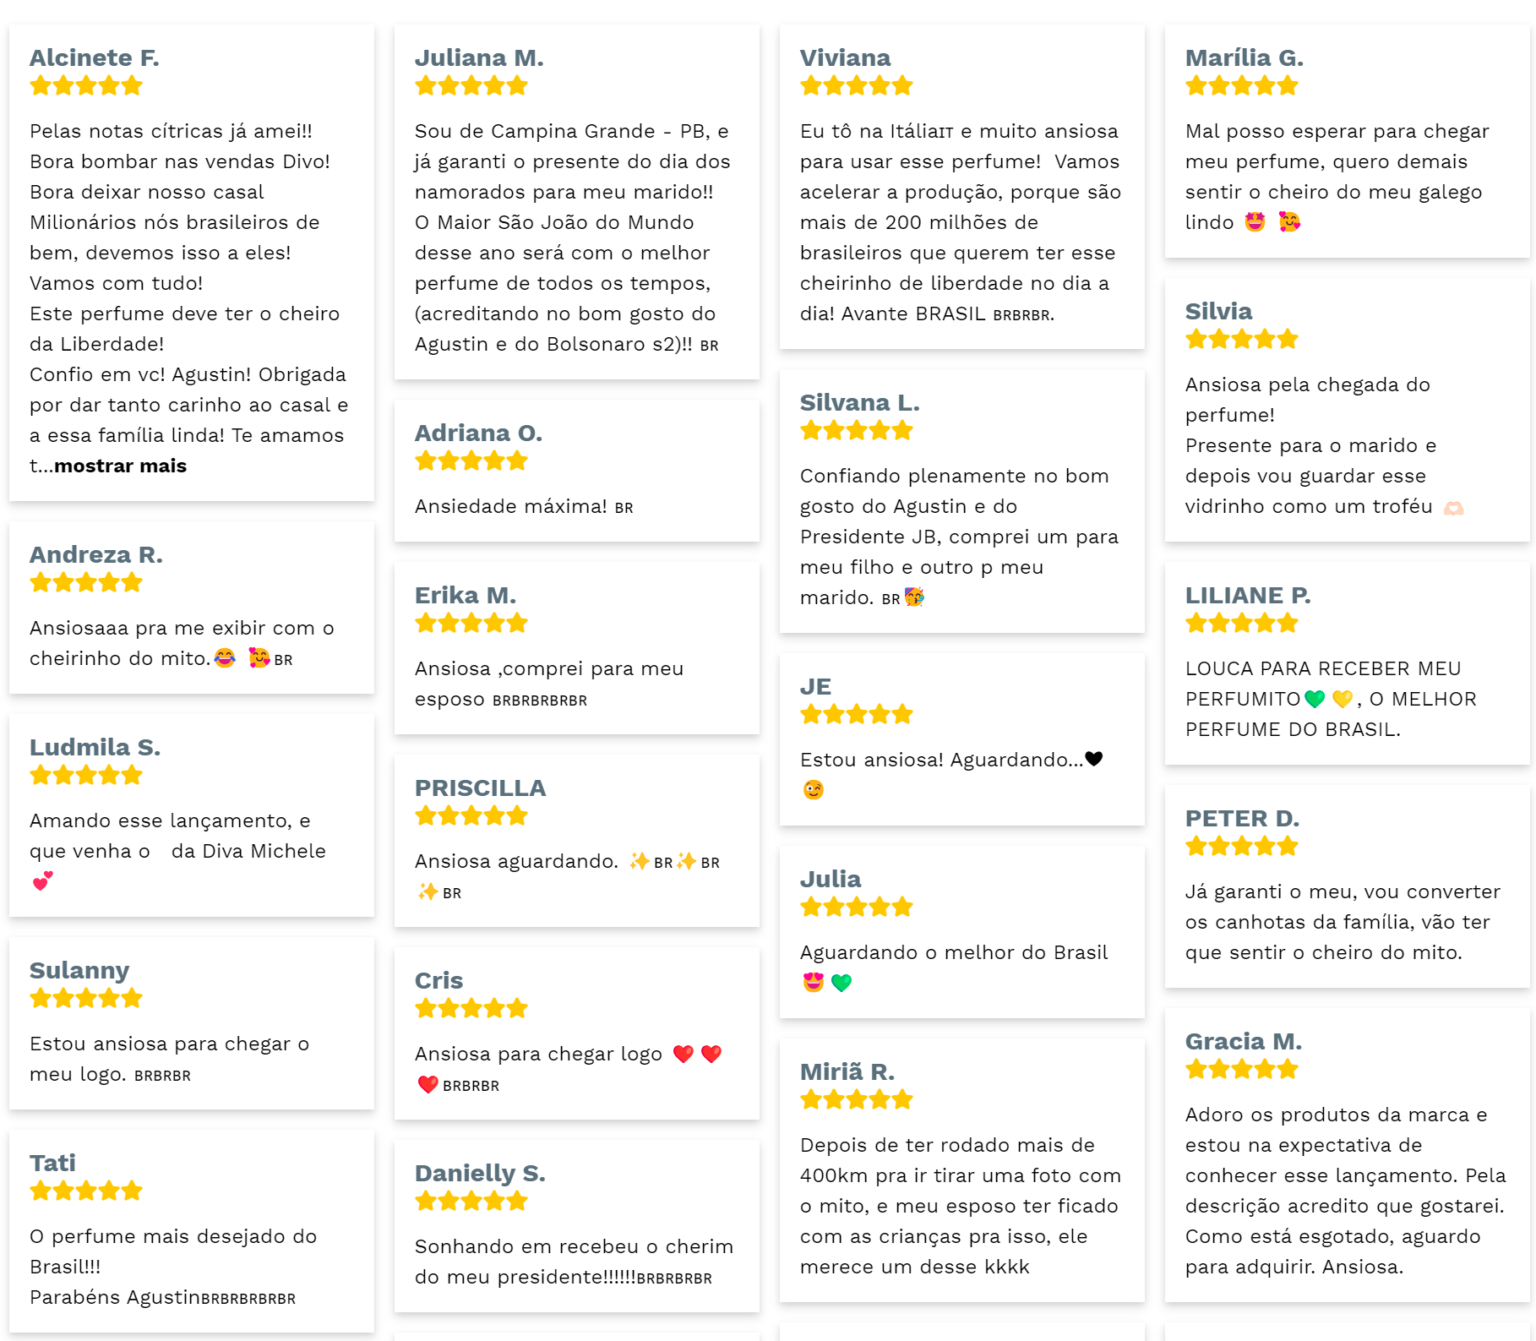 Alcinete F.
Pelas notas cítricas já amei!!
Bora bombar nas vendas Divo!
Bora deixar nosso casal
Milionários nós brasileiros de
bem, devemos isso a eles!
Vamos com tudo!
Este perfume deve ter o cheiro
da Liberdade!
Confio em vc! Agustin! Obrigada
por dar tanto carinho ao casal e
a essa família linda! Te amamos
t...mostrar mais
Andreza R.
Ansiosaaa pra me exibir com o
cheirinho do mito.😂 🥰🇧🇷
Ludmila S.
Amando esse lançamento, e
que venha o da Diva Michele
💕
Sulanny
Estou ansiosa para chegar o
meu logo. 🇧🇷🇧🇷🇧🇷
Tati
O perfume mais desejado do
Brasil!!!
Parabéns Agustin🇧🇷🇧🇷🇧🇷🇧🇷🇧🇷
Juliana M.
Sou de Campina Grande - PB, e
já garanti o presente do dia dos
namorados para meu marido!!
O Maior São João do Mundo
desse ano será com o melhor
perfume de todos os tempos,
(acreditando no bom gosto do
Agustin e do Bolsonaro s2)!! 🇧🇷
Adriana O.
Ansiedade máxima! 🇧🇷
Erika M.
Ansiosa ,comprei para meu
esposo 🇧🇷🇧🇷🇧🇷🇧🇷🇧🇷
PRISCILLA
Ansiosa aguardando. ✨🇧🇷✨🇧🇷
✨🇧🇷
Cris
Ansiosa para chegar logo ❤️❤️
❤️🇧🇷🇧🇷🇧🇷
Danielly S.
Sonhando em recebeu o cherim
do meu presidente!!!!!!🇧🇷🇧🇷🇧🇷🇧🇷
Viviana
Eu tô na Itália🇮🇹 e muito ansiosa
para usar esse perfume! Vamos
acelerar a produção, porque são
mais de 200 milhões de
brasileiros que querem ter esse
cheirinho de liberdade no dia a
dia! Avante BRASIL 🇧🇷🇧🇷🇧🇷.
Silvana L.
Confiando plenamente no bom
gosto do Agustin e do
Presidente JB, comprei um para
meu filho e outro p meu
marido. 🇧🇷🥳
JE
Estou ansiosa! Aguardando...🖤
😉
Julia
Aguardando o melhor do Brasil
😍💚
Miriã R.
Depois de ter rodado mais de
400km pra ir tirar uma foto com
o mito, e meu esposo ter ficado
com as crianças pra isso, ele
merece um desse kkkk
Marília G.
Mal posso esperar para chegar
meu perfume, quero demais
sentir o cheiro do meu galego
lindo 🤩 🥰
Silvia
Ansiosa pela chegada do
perfume!
Presente para o marido e
depois vou guardar esse
vidrinho como um troféu 🫶🏻
LILIANE P.
LOUCA PARA RECEBER MEU
PERFUMITO💚💛, O MELHOR
PERFUME DO BRASIL.
PETER D.
Já garanti o meu, vou converter
os canhotas da família, vão ter
que sentir o cheiro do mito.
Gracia M.
Adoro os produtos da marca e
estou na expectativa de
conhecer esse lançamento. Pela
descrição acredito que gostarei.
Como está esgotado, aguardo
para adquirir. Ansiosa.